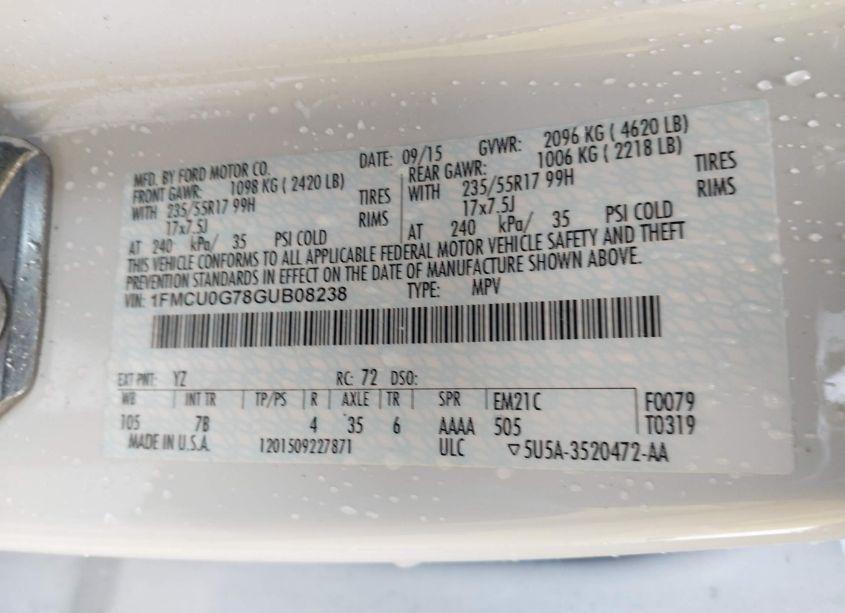 MFD. BY FORD MOTOR CO. DATE: 09/15 GVWR: 2096 KG ( 4620 LB)
FRONT GAWR: 1098 KG ( 2420 LB) REAR GAWR: 1006 KG ( 2218 LB)
WITH 235/55R17 99H TIRES WITH 235/55R17 99H TIRES
17x7.5J RIMS 17x7.5J RIMS
AT 240 kPa/ 35 PSI COLD AT 240 kPa/ 35 PSI COLD
THIS VEHICLE CONFORMS TO ALL APPLICABLE FEDERAL MOTOR VEHICLE SAFETY AND THEFT
PREVENTION STANDARDS IN EFFECT ON THE DATE OF MANUFACTURE SHOWN ABOVE.
VIN: 1FMCU0G78GUB08238 TYPE: MPV
EXT PNT: YZ RC: 72 DSO:
WB INT TR TP/PS R AXLE TR SPR EM21C F0079
105 7B 4 35 6 AAAA 505 T0319
MADE IN U.S.A. 1201509227871 ULC ▽5U5A-3520472-AA